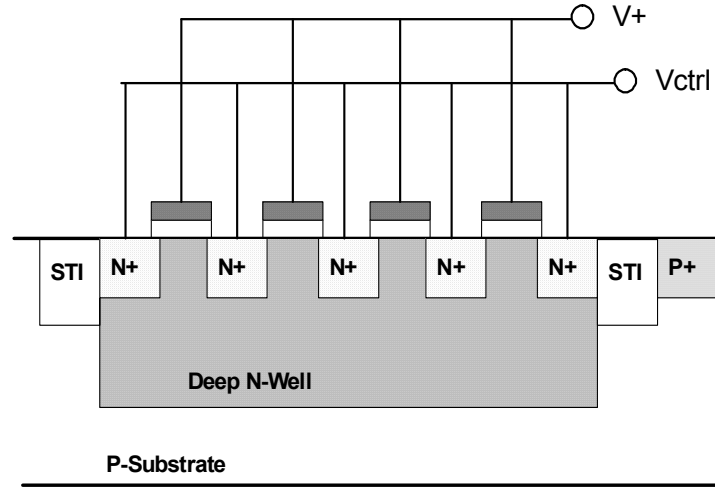 V+
Vctrl
STI
N+
N+
N+
N+
N+
STI
P+
Deep N-Well
P-Substrate